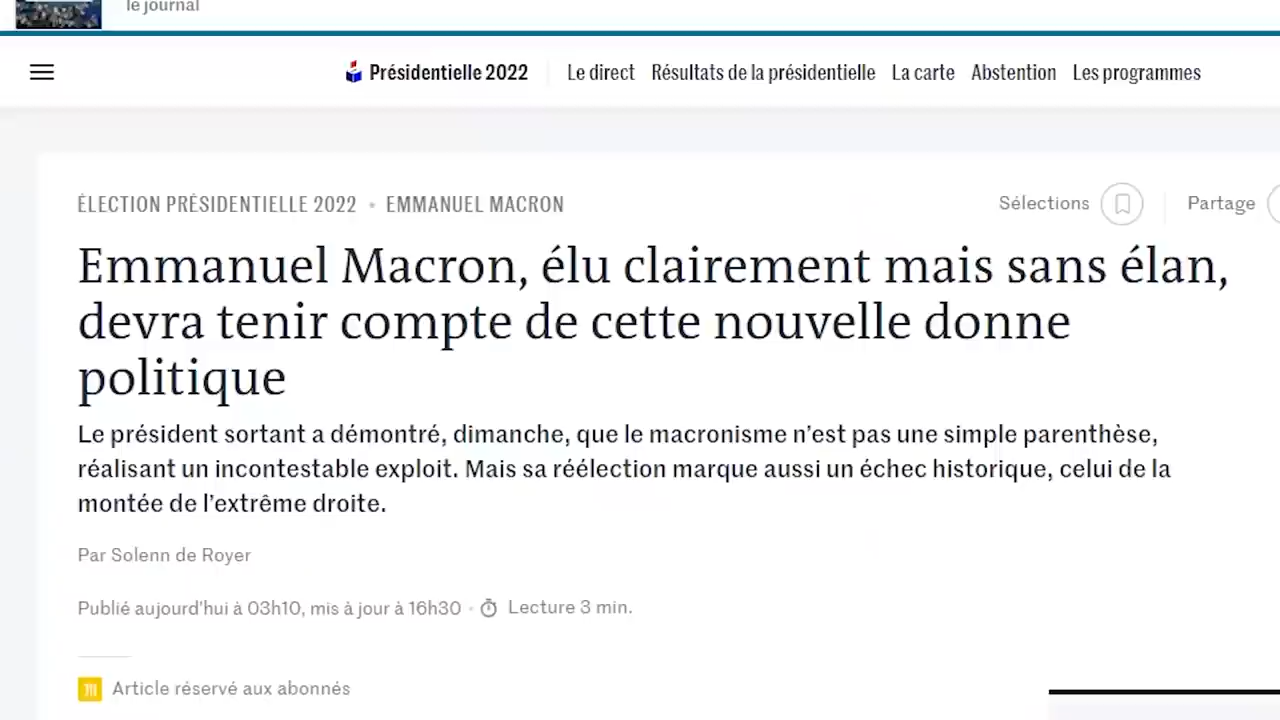 le journal
Présidentielle 2022 Le direct Résultats de la présidentielle La carte Abstention Les programmes
ÉLECTION PRÉSIDENTIELLE 2022 • EMMANUEL MACRON
Sélections Partage
Emmanuel Macron, élu clairement mais sans élan,
devra tenir compte de cette nouvelle donne
politique
Le président sortant a démontré, dimanche, que le macronisme n’est pas une simple parenthèse,
réalisant un incontestable exploit. Mais sa réélection marque aussi un échec historique, celui de la
montée de l’extrême droite.
Par Solenn de Royer
Publié aujourd’hui à 03h10, mis à jour à 16h30 • Lecture 3 min.
Article réservé aux abonnés